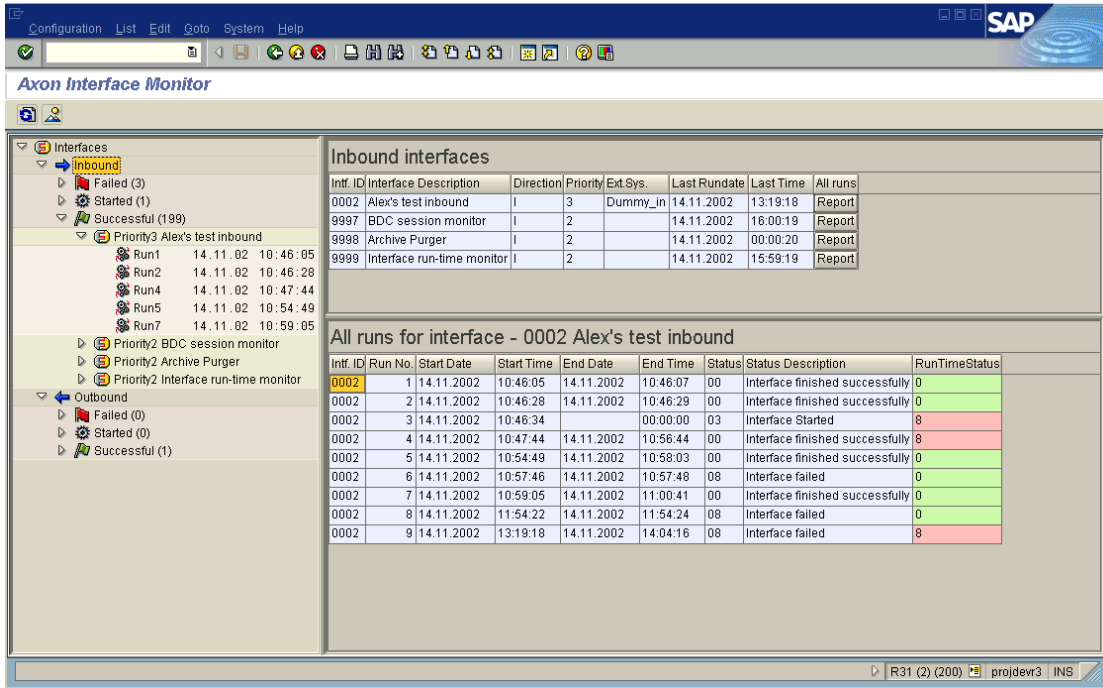 Configuration List Edit Goto System Help
SAP
Axon Interface Monitor
Interfaces
Inbound
Failed (3)
Started (1)
Successful (199)
Priority3 Alex's test inbound
Run1 14.11.02 10:46:05
Run2 14.11.02 10:46:28
Run4 14.11.02 10:47:44
Run5 14.11.02 10:54:49
Run7 14.11.02 10:59:05
Priority2 BDC session monitor
Priority2 Archive Purger
Priority2 Interface run-time monitor
Outbound
Failed (0)
Started (0)
Successful (1)
Inbound interfaces
Intf. ID Interface Description Direction Priority Ext.Sys. Last Rundate Last Time All runs
0002 Alex's test inbound I 3 Dummy_in 14.11.2002 13:19:18 Report
9997 BDC session monitor I 2 14.11.2002 16:00:19 Report
9998 Archive Purger I 2 14.11.2002 00:00:20 Report
9999 Interface run-time monitor I 2 14.11.2002 15:59:19 Report
All runs for interface - 0002 Alex's test inbound
Intf. ID Run No. Start Date Start Time End Date End Time Status Status Description RunTimeStatus
0002 1 14.11.2002 10:46:05 14.11.2002 10:46:07 00 Interface finished successfully 0
0002 2 14.11.2002 10:46:28 14.11.2002 10:46:29 00 Interface finished successfully 0
0002 3 14.11.2002 10:46:34 00:00:00 03 Interface Started 8
0002 4 14.11.2002 10:47:44 14.11.2002 10:56:44 00 Interface finished successfully 8
0002 5 14.11.2002 10:54:49 14.11.2002 10:58:03 00 Interface finished successfully 0
0002 6 14.11.2002 10:57:46 14.11.2002 10:57:48 08 Interface failed 0
0002 7 14.11.2002 10:59:05 14.11.2002 11:00:41 00 Interface finished successfully 0
0002 8 14.11.2002 11:54:22 14.11.2002 11:54:24 08 Interface failed 0
0002 9 14.11.2002 13:19:18 14.11.2002 14:04:16 08 Interface failed 8
R31 (2) (200) projdevr3 INS